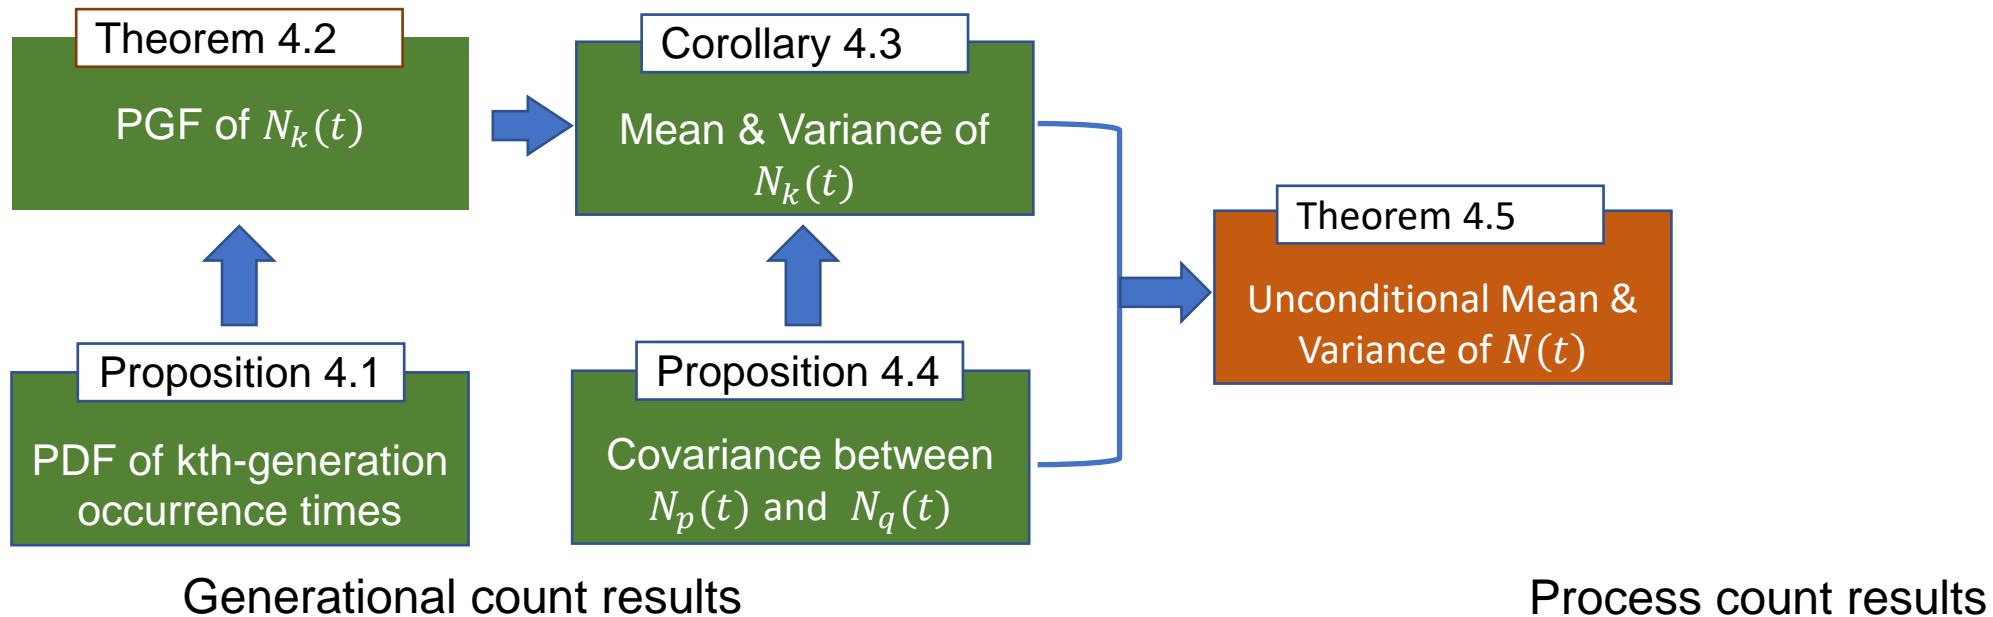 Theorem 4.2
PGF of N_k(t)
Corollary 4.3
Mean & Variance of
N_k(t)
Theorem 4.5
Unconditional Mean &
Variance of N(t)
Proposition 4.1
PDF of kth-generation
occurrence times
Proposition 4.4
Covariance between
N_p(t) and N_q(t)
Generational count results
Process count results